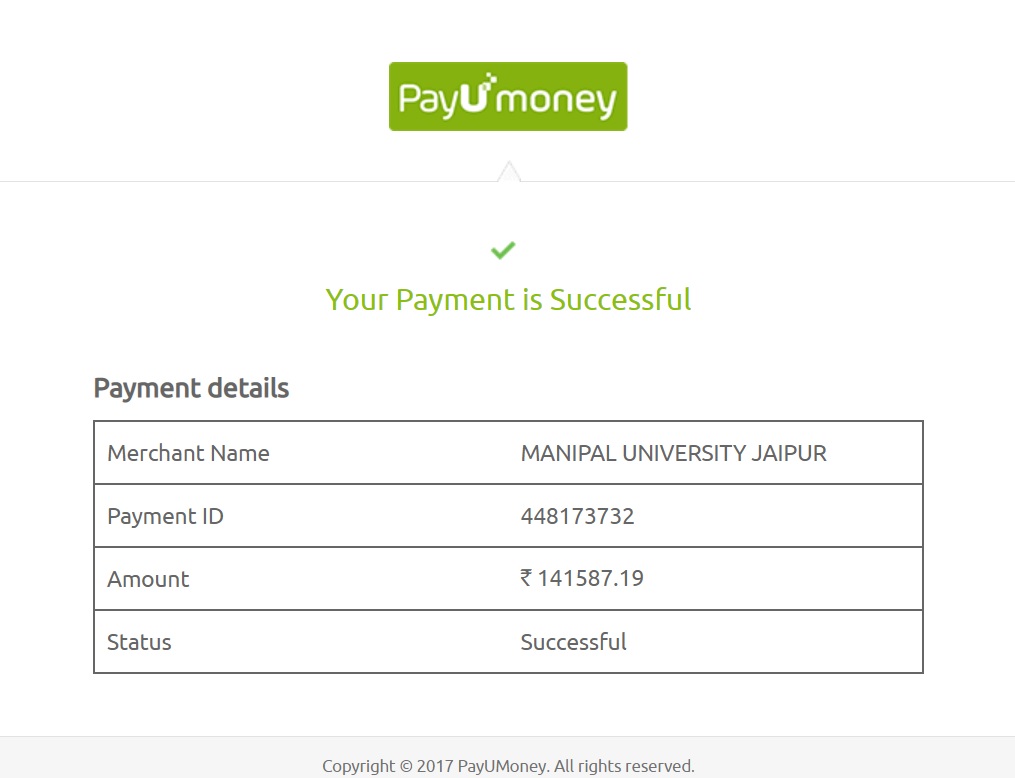 PayUmoney
Your Payment is Successful
Payment details
Merchant Name MANIPAL UNIVERSITY JAIPUR
Payment ID 448173732
Amount ₹ 141587.19
Status Successful
Copyright © 2017 PayUMoney. All rights reserved.